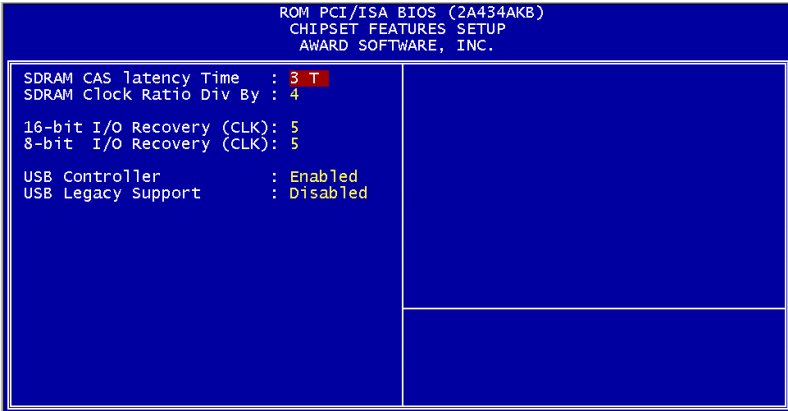 ROM PCI/ISA BIOS (2A434AKB)
CHIPSET FEATURES SETUP
AWARD SOFTWARE, INC.
SDRAM CAS latency Time : 3 T
SDRAM Clock Ratio Div By : 4
16-bit I/O Recovery (CLK): 5
8-bit I/O Recovery (CLK): 5
USB Controller : Enabled
USB Legacy Support : Disabled